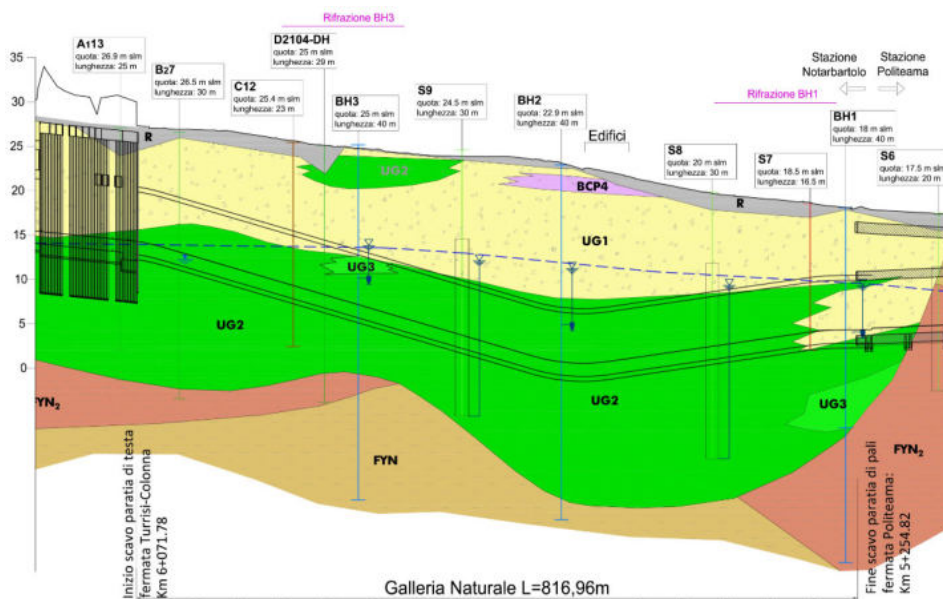 Rifrazione BH3
A113
quota: 26.9 m slm
lunghezza: 25 m
D2104-DH
quota: 25 m slm
lunghezza: 29 m
B27
quota: 26.5 m slm
lunghezza: 30 m
C12
quota: 25.4 m slm
lunghezza: 23 m
BH3
quota: 25 m slm
lunghezza: 40 m
S9
quota: 24.5 m slm
lunghezza: 30 m
BH2
quota: 22.9 m slm
lunghezza: 40 m
Edifici
Rifrazione BH1
Stazione
Notarbartolo
Stazione
Politeama
S8
quota: 20 m slm
lunghezza: 30 m
S7
quota: 18.5 m slm
lunghezza: 16.5 m
BH1
quota: 18 m slm
lunghezza: 40 m
S6
quota: 17.5 m slm
lunghezza: 20 m
35
30
25
20
15
10
5
0
R
UG3
BCP4
R
UG1
UG3
UG2
UG2
UG3
FYN2
FYN
FYN2
Inizio scavo paratia di testa
fermata Turrisi-Colonna
Km 6+071.78
Fine scavo paratia di pali
fermata Politeama:
Km 5+254.82
Galleria Naturale L=816,96m